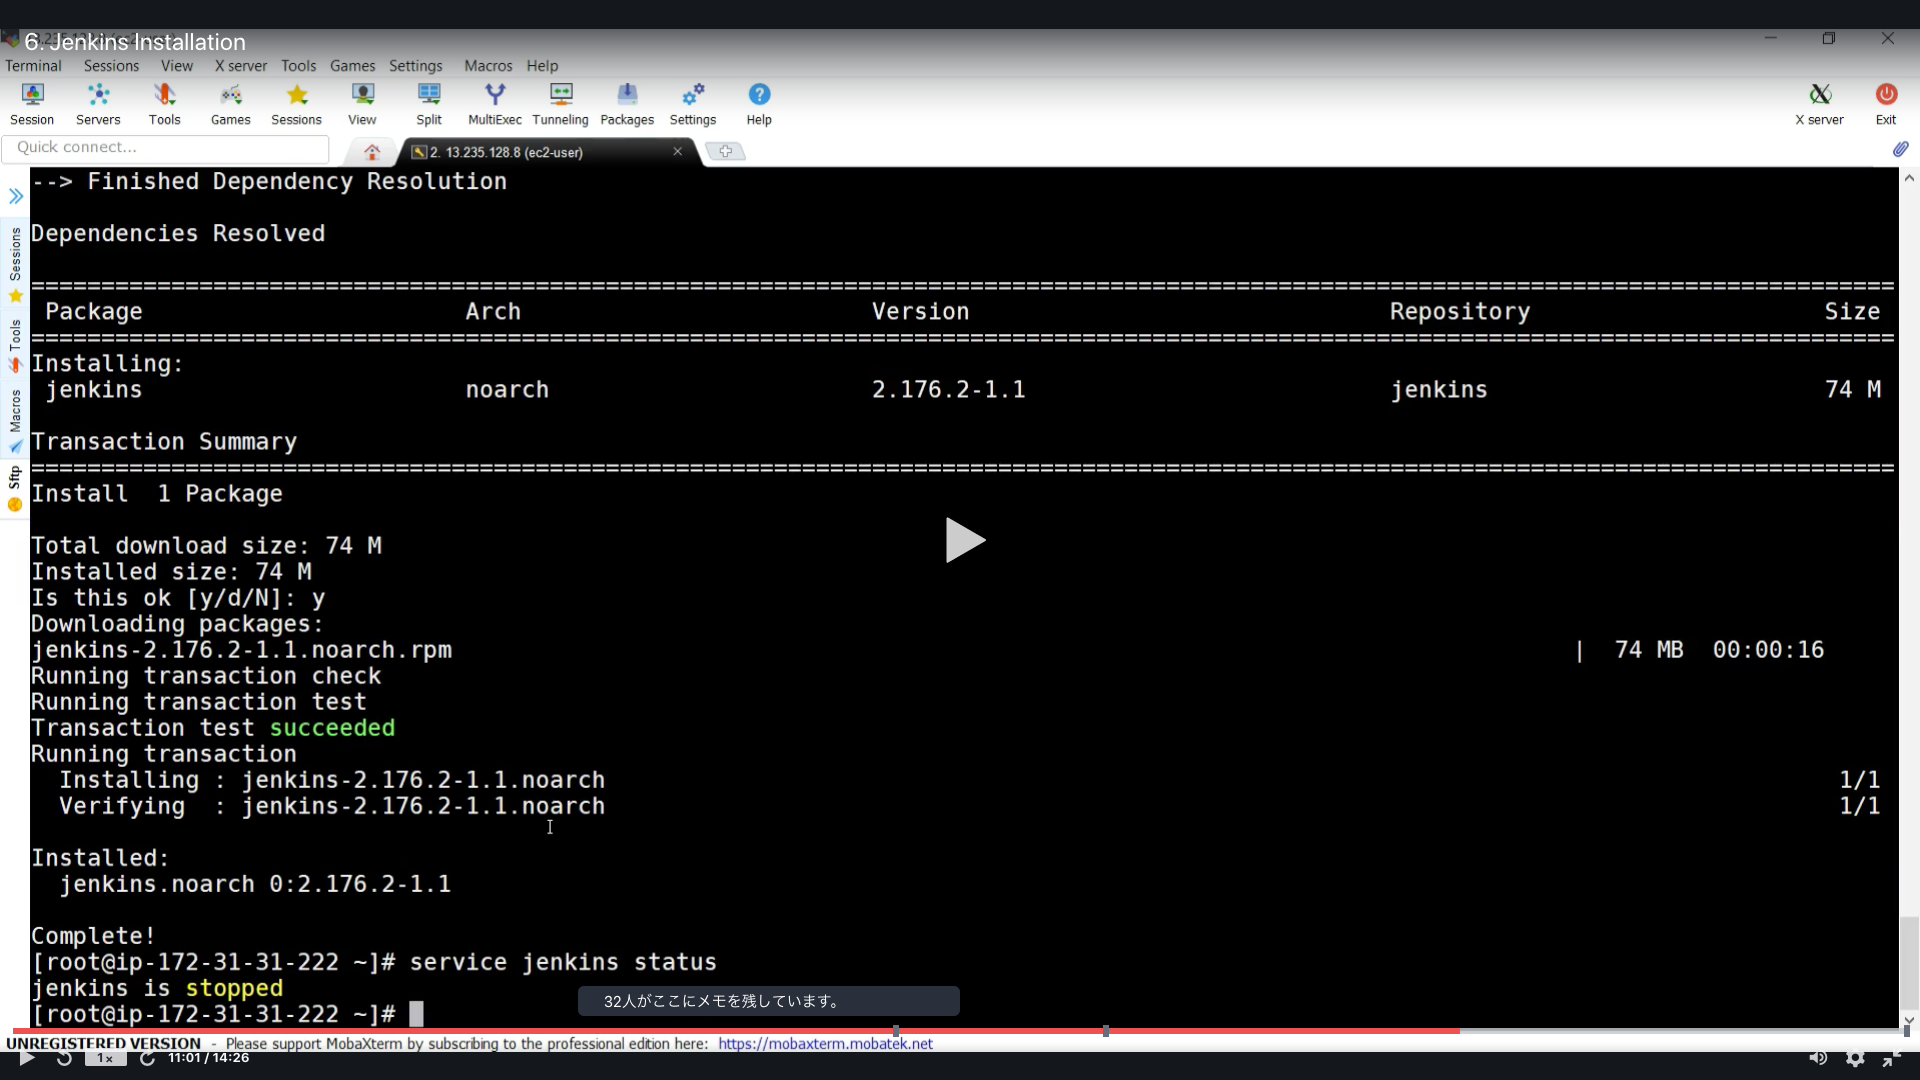 6. Jenkins Installation
Terminal Sessions View X server Tools Games Settings Macros Help
Session Servers Tools Games Sessions View Split MultiExec Tunneling Packages Settings Help X server Exit
Quick connect...
2. 13.235.128.8 (ec2-user)
Sessions
Tools
Macros
Sftp
--> Finished Dependency Resolution
Dependencies Resolved
================================================================================
Package Arch Version Repository Size
================================================================================
Installing:
jenkins noarch 2.176.2-1.1 jenkins 74 M
Transaction Summary
================================================================================
Install 1 Package
Total download size: 74 M
Installed size: 74 M
Is this ok [y/d/N]: y
Downloading packages:
jenkins-2.176.2-1.1.noarch.rpm | 74 MB 00:00:16
Running transaction check
Running transaction test
Transaction test succeeded
Running transaction
Installing : jenkins-2.176.2-1.1.noarch 1/1
Verifying : jenkins-2.176.2-1.1.noarch 1/1
Installed:
jenkins.noarch 0:2.176.2-1.1
Complete!
[root@ip-172-31-31-222 ~]# service jenkins status
jenkins is stopped
[root@ip-172-31-31-222 ~]#
32人がここにメモを残しています。
UNREGISTERED VERSION - Please support MobaXterm by subscribing to the professional edition here: https://mobaxterm.mobatek.net
1x 11:01 / 14:26